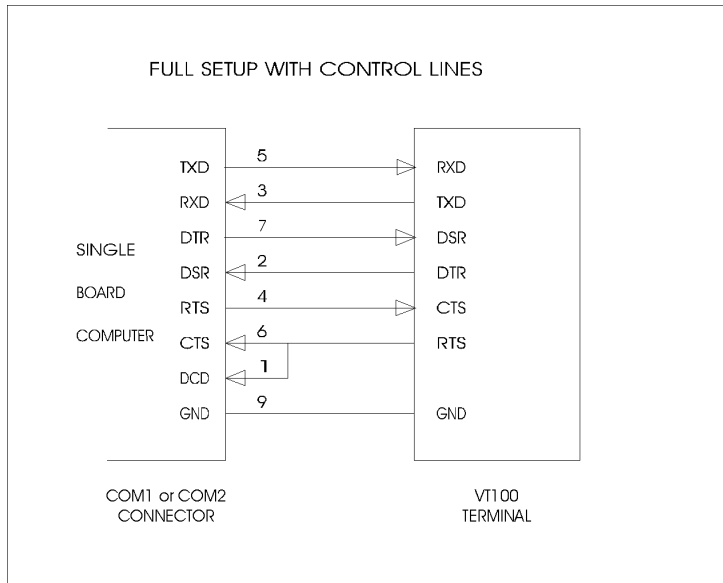 FULL SETUP WITH CONTROL LINES
TXD 5 RXD
RXD 3 TXD
DTR 7 DSR
SINGLE
DSR 2 DTR
BOARD
RTS 4 CTS
COMPUTER
CTS 6 RTS
DCD 1
GND 9 GND
COM1 or COM2
CONNECTOR
VT100
TERMINAL